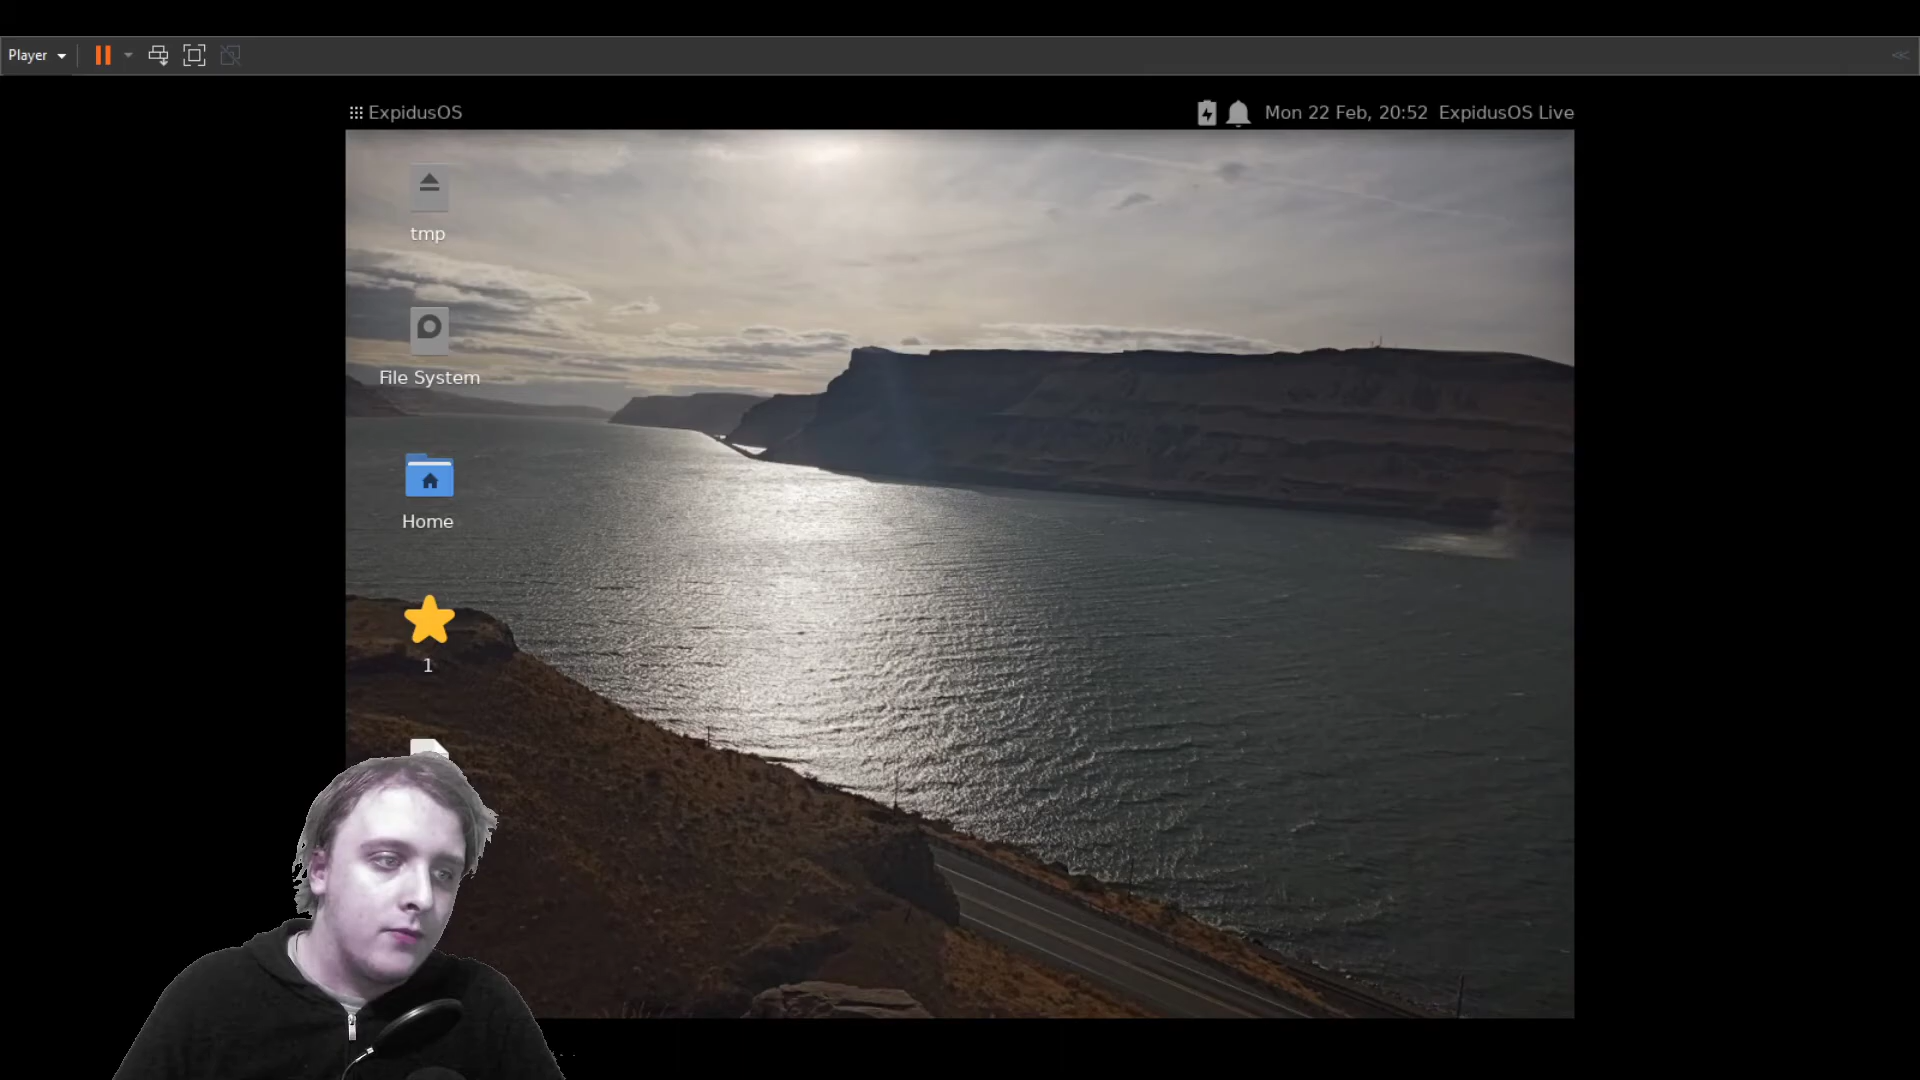 Player
ExpidusOS
Mon 22 Feb, 20:52 ExpidusOS Live
tmp
File System
Home
1